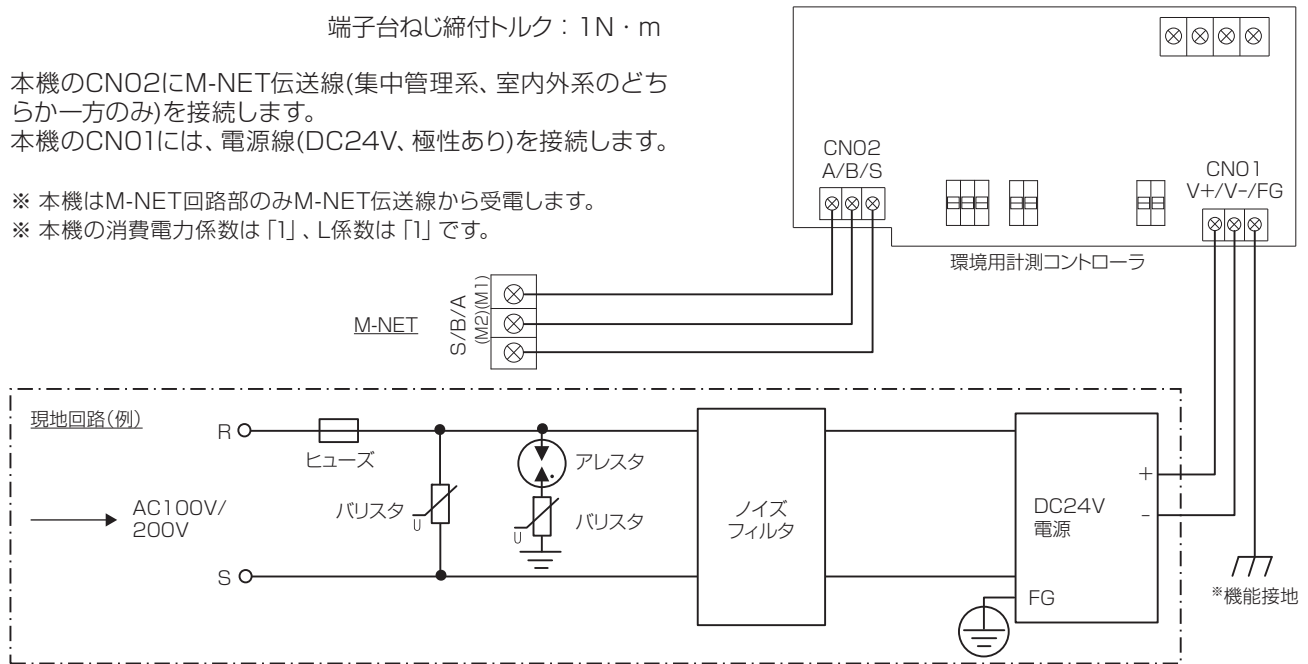 端子台ねじ締付トルク：1N・m
本機のCN02にM-NET伝送線(集中管理系、室内外系のどち
らか一方のみ)を接続します。
本機のCN01には、電源線(DC24V、極性あり)を接続します。
※ 本機はM-NET回路部のみM-NET伝送線から受電します。
※ 本機の消費電力係数は「1」、L係数は「1」です。
CN02
A/B/S
CN01
V+/V-/FG
環境用計測コントローラ
M-NET
S/B/A
(M2)(M1)
現地回路(例)
R
ヒューズ
アレスタ
バリスタ
U
バリスタ
U
AC100V/
200V
S
ノイズ
フィルタ
DC24V
電源
+
-
FG
※機能接地